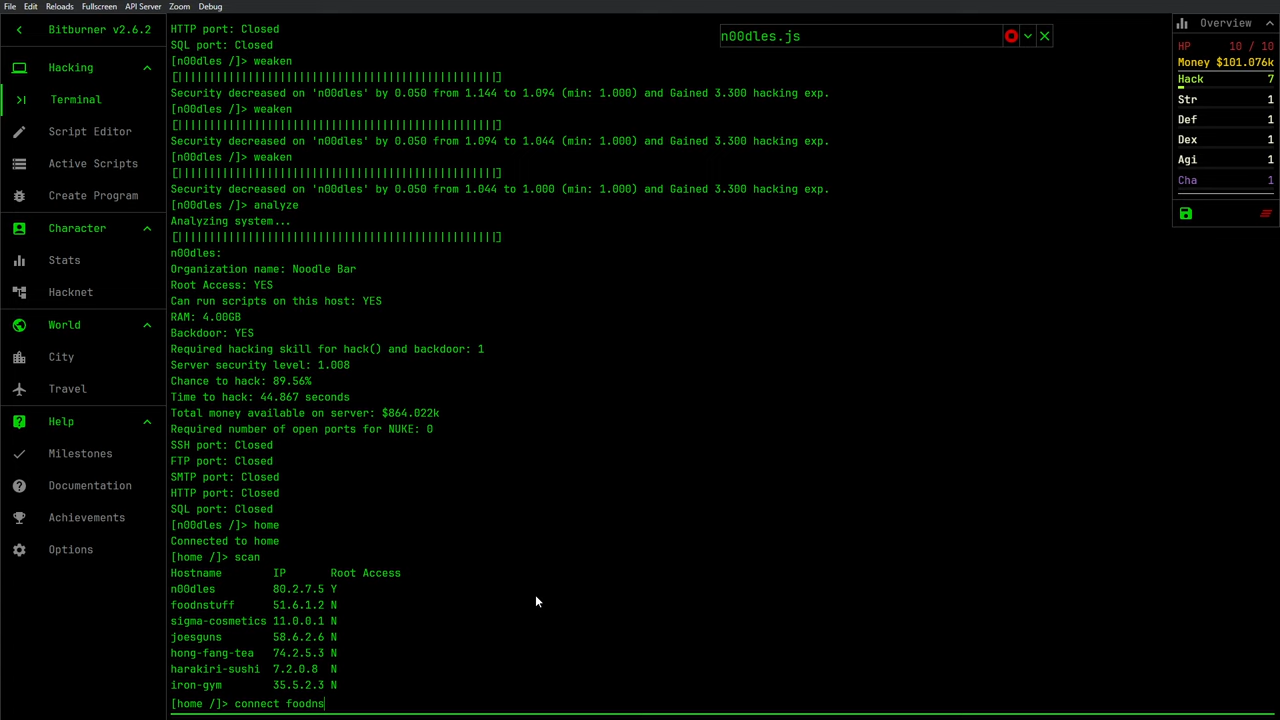 File Edit Reloads Fullscreen API Server Zoom Debug
Bitburner v2.6.2
Hacking
Terminal
Script Editor
Active Scripts
Create Program
Character
Stats
Hacknet
World
City
Travel
Help
Milestones
Documentation
Achievements
Options
HTTP port: Closed
SQL port: Closed
[n00dles /]> weaken
[||||||||||||||||||||||||||||||||||||||||||||||||||]
Security decreased on 'n00dles' by 0.050 from 1.144 to 1.094 (min: 1.000) and Gained 3.300 hacking exp.
[n00dles /]> weaken
[||||||||||||||||||||||||||||||||||||||||||||||||||]
Security decreased on 'n00dles' by 0.050 from 1.094 to 1.044 (min: 1.000) and Gained 3.300 hacking exp.
[n00dles /]> weaken
[||||||||||||||||||||||||||||||||||||||||||||||||||]
Security decreased on 'n00dles' by 0.050 from 1.044 to 1.000 (min: 1.000) and Gained 3.300 hacking exp.
[n00dles /]> analyze
Analyzing system...
[||||||||||||||||||||||||||||||||||||||||||||||||||]
n00dles:
Organization name: Noodle Bar
Root Access: YES
Can run scripts on this host: YES
RAM: 4.00GB
Backdoor: YES
Required hacking skill for hack() and backdoor: 1
Server security level: 1.008
Chance to hack: 89.56%
Time to hack: 44.867 seconds
Total money available on server: $864.022k
Required number of open ports for NUKE: 0
SSH port: Closed
FTP port: Closed
SMTP port: Closed
HTTP port: Closed
SQL port: Closed
[n00dles /]> home
Connected to home
[home /]> scan
Hostname IP Root Access
n00dles 80.2.7.5 Y
foodnstuff 51.6.1.2 N
sigma-cosmetics 11.0.0.1 N
joesguns 58.6.2.6 N
hong-fang-tea 74.2.5.3 N
harakiri-sushi 7.2.0.8 N
iron-gym 35.5.2.3 N
[home /]> connect foodns
n00dles.js
Overview
HP 10 / 10
Money $101.076k
Hack 7
Str 1
Def 1
Dex 1
Agi 1
Cha 1